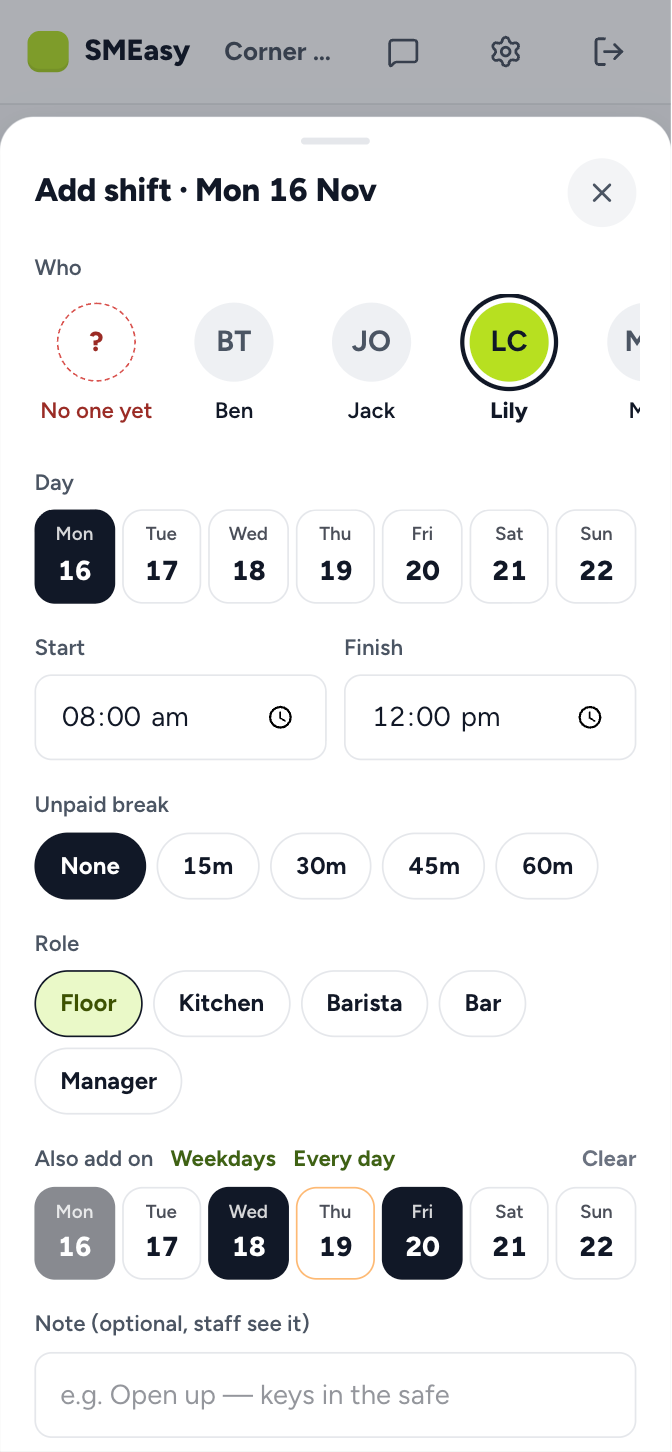 SMEasy Corner ...
Add shift · Mon 16 Nov
Who
? BT JO LC
No one yet Ben Jack Lily
Day
Mon Tue Wed Thu Fri Sat Sun
16 17 18 19 20 21 22
Start Finish
08:00 am 12:00 pm
Unpaid break
None 15m 30m 45m 60m
Role
Floor Kitchen Barista Bar
Manager
Also add on Weekdays Every day Clear
Mon Tue Wed Thu Fri Sat Sun
16 17 18 19 20 21 22
Note (optional, staff see it)
e.g. Open up — keys in the safe